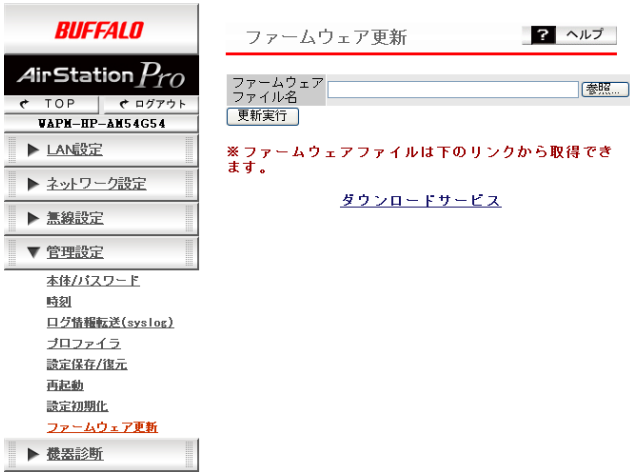 BUFFALO
AirStation Pro
TOP ログアウト
WAPM-HP-AM54G54
LAN設定
ネットワーク設定
無線設定
管理設定
本体/パスワード
時刻
ログ情報転送(syslog)
プロファイラ
設定保存/復元
再起動
設定初期化
ファームウェア更新
機器診断
ファームウェア更新
? ヘルプ
ファームウェア
ファイル名
参照...
更新実行
※ファームウェアファイルは下のリンクから取得でき
ます。
ダウンロードサービス